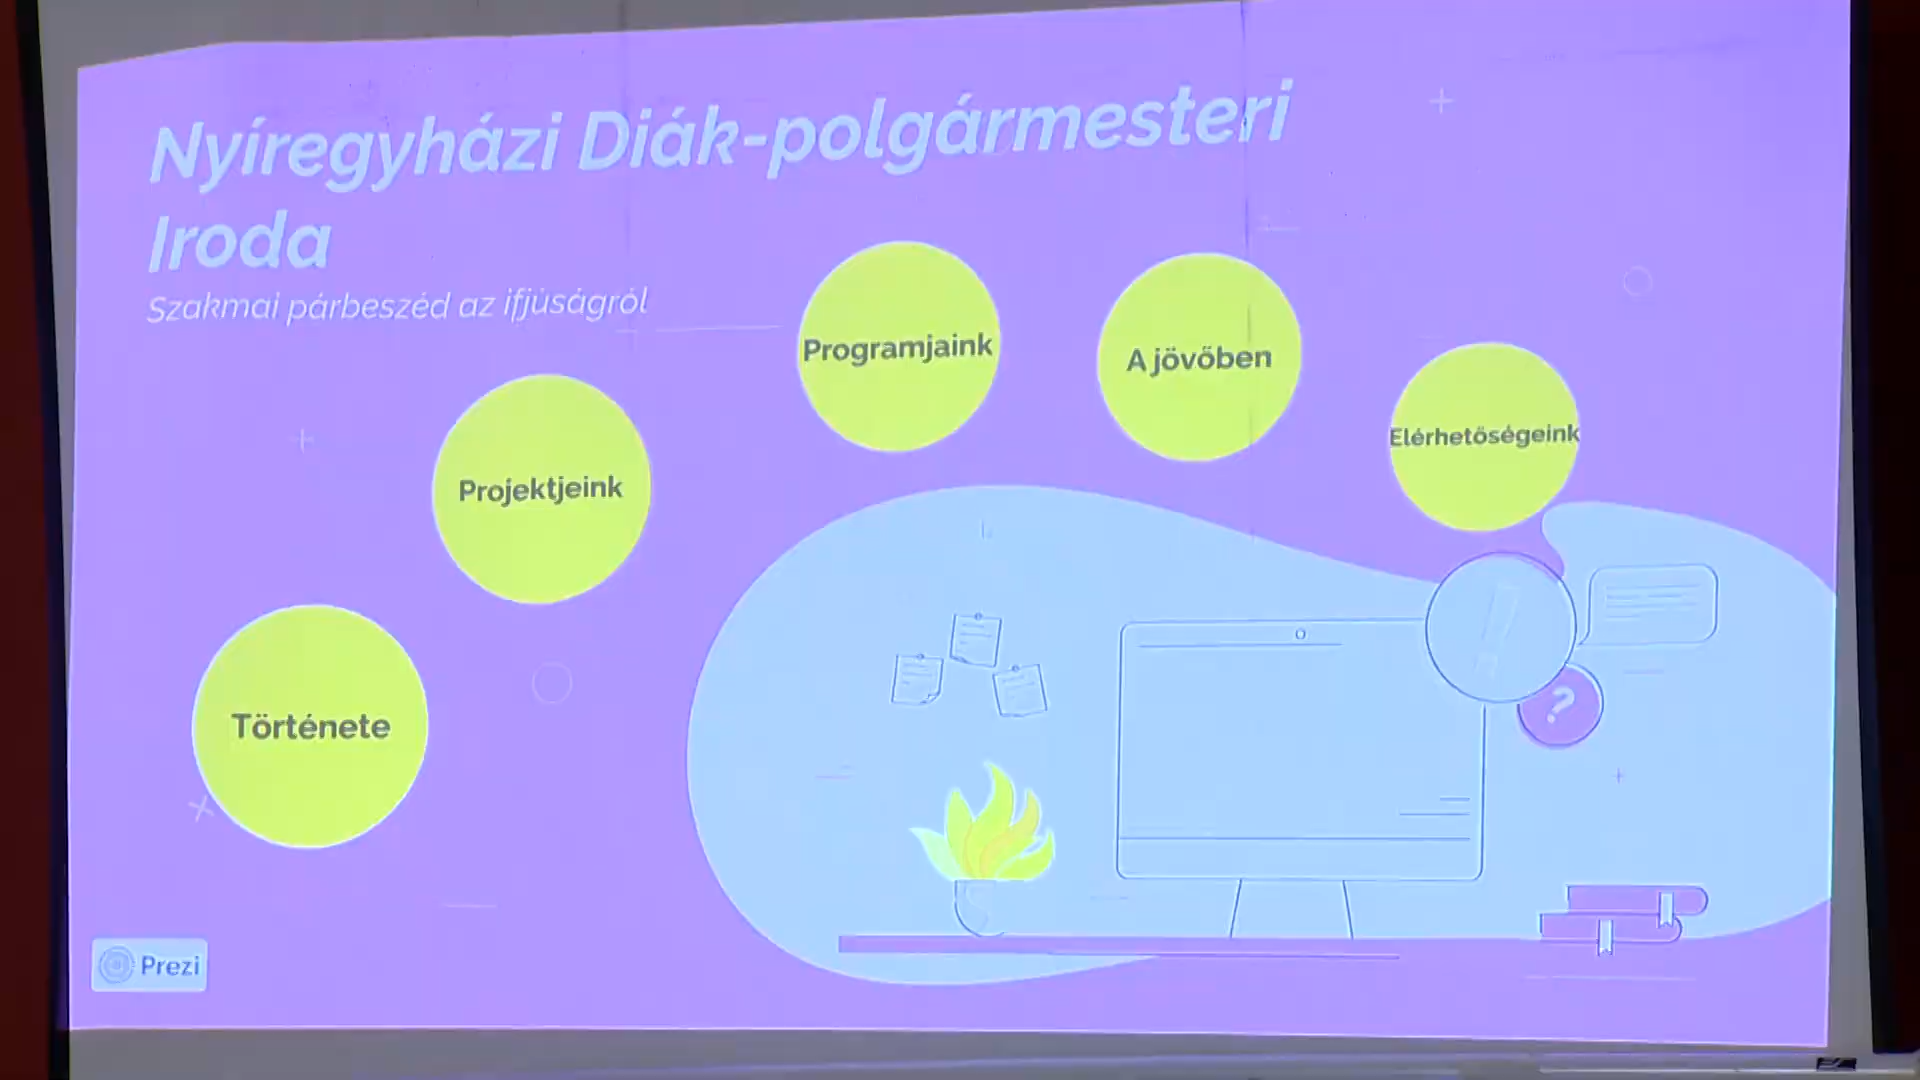 Nyíregyházi Diák-polgármesteri
Iroda
Szakmai párbeszéd az ifjúságról
Programjaink
A jövőben
Elérhetőségeink
Projektjeink
Története
?
Prezi